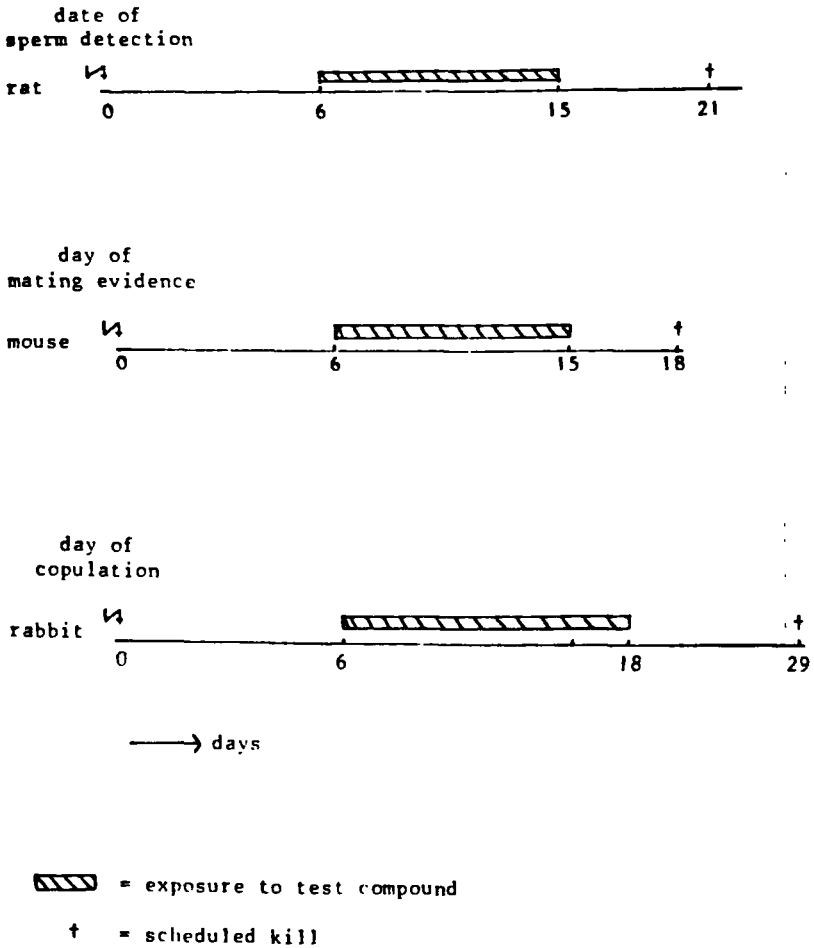 date of
sperm detection
rat
0 6 15 21
day of
mating evidence
mouse
0 6 15 18
day of
copulation
rabbit
0 6 18 29
days
= exposure to test compound
† = scheduled kill